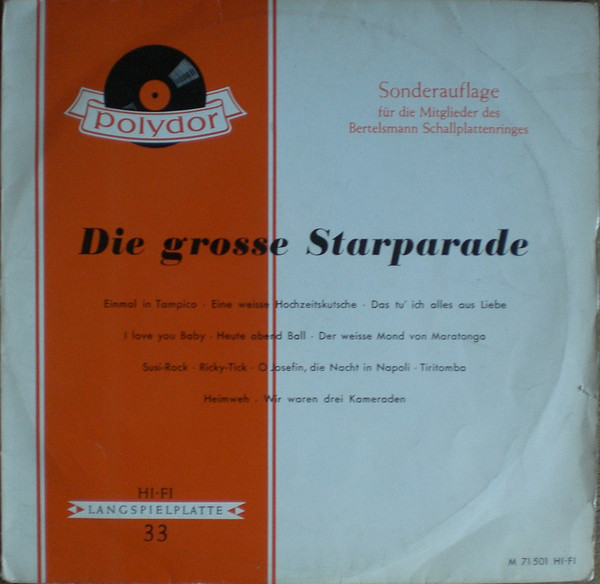 polydor
Sonderauflage
für die Mitglieder des
Bertelsmann Schallplattenringes
Die grosse Starparade
Einmal in Tampico · Eine weisse Hochzeitskutsche · Das tu' ich alles aus Liebe
I love you Baby · Heute abend Ball · Der weisse Mond von Maratonga
Susi-Rock · Ricky-Tick · O Josefin, die Nacht in Napoli · Tiritomba
Heimweh · Wir waren drei Kameraden
HI-FI
LANGSPIELPLATTE
33
M 71501 HI-FI